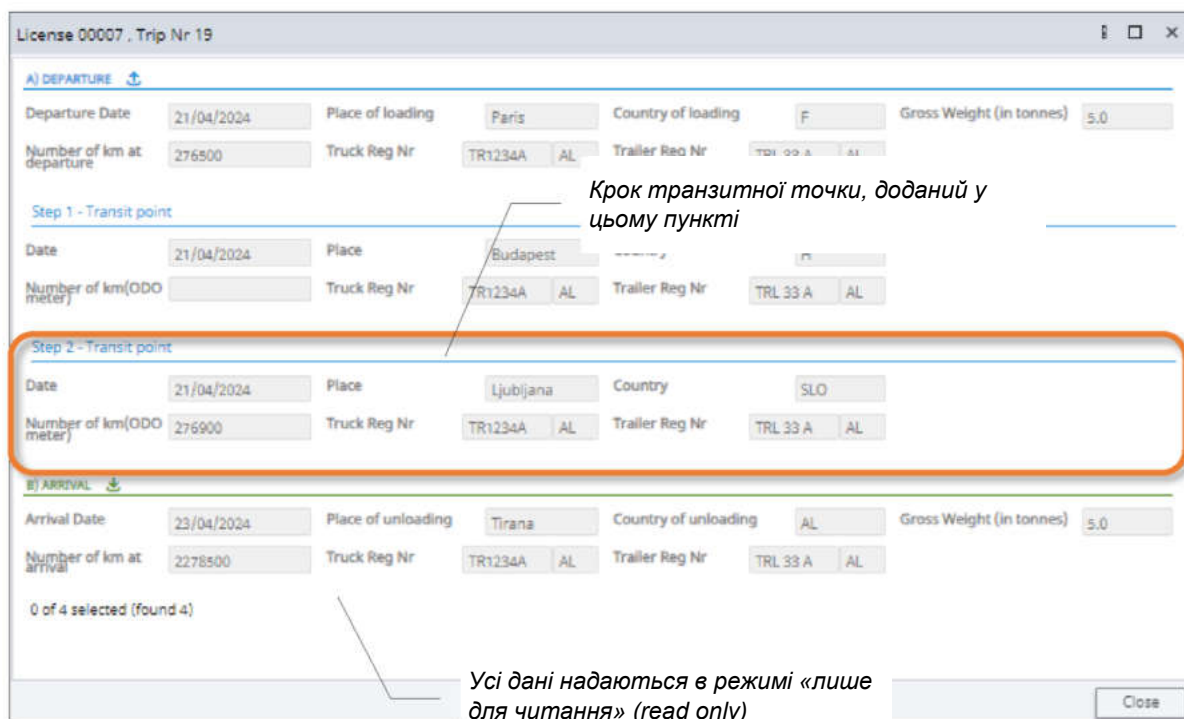 License 00007 , Trip Nr 19
A) DEPARTURE
Departure Date 21/04/2024 Place of loading Paris Country of loading F Gross Weight (in tonnes) 5.0
Number of km at departure 276500 Truck Reg Nr TR1234A AL Trailer Reg Nr TRL 33 A AL
Крок транзитної точки, доданий у
цьому пункті
Step 1 - Transit point
Date 21/04/2024 Place Budapest H
Number of km(ODO meter) Truck Reg Nr TR1234A AL Trailer Reg Nr TRL 33 A AL
Step 2 - Transit point
Date 21/04/2024 Place Ljubljana Country SLO
Number of km(ODO meter) 276900 Truck Reg Nr TR1234A AL Trailer Reg Nr TRL 33 A AL
B) ARRIVAL
Arrival Date 23/04/2024 Place of unloading Tirana Country of unloading AL Gross Weight (in tonnes) 5.0
Number of km at arrival 2278500 Truck Reg Nr TR1234A AL Trailer Reg Nr TRL 33 A AL
0 of 4 selected (found 4)
Усі дані надаються в режимі «лише
для читання» (read only)
Close